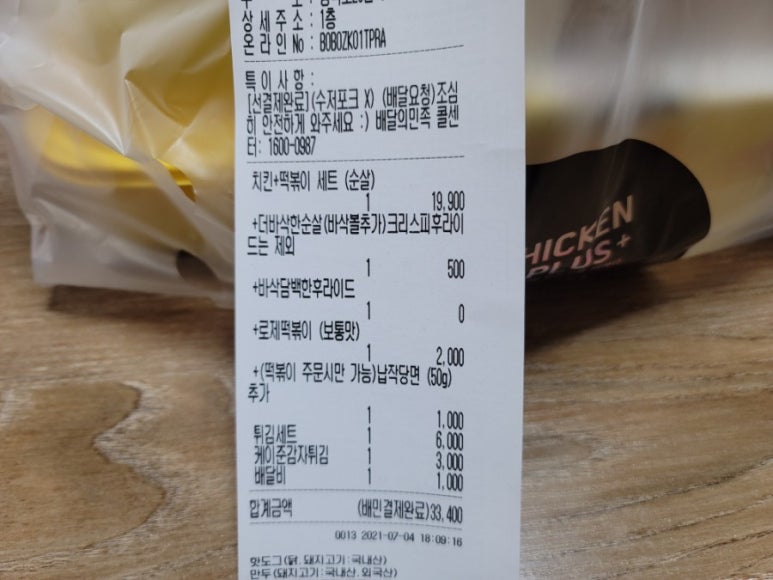 상 세 주 소 : 1층
온 라 인 No : B0B0ZK01TPRA
특 이 사 항 :
[선결제완료](수저포크 X) (배달요청)조심
히 안전하게 와주세요 :) 배달의민족 콜센
터: 1600-0987
치킨+떡볶이 세트 (순살)
1 19,900
+더바삭한순살(바삭볼추가)크리스피후라이
드는 제외
1 500
+바삭담백한후라이드
1 0
+로제떡볶이 (보통맛)
1 2,000
+(떡볶이 주문시만 가능)납작당면 (50g)
추가
1 1,000
튀김세트 1 6,000
케이준감자튀김 1 3,000
배달비 1 1,000
합계금액 (배민결제완료)33,400
0013 2021-07-04 18:09:16
핫도그(닭, 돼지고기:국내산)
만두(돼지고기:국내산, 외국산)
HICKEN
PLUS+